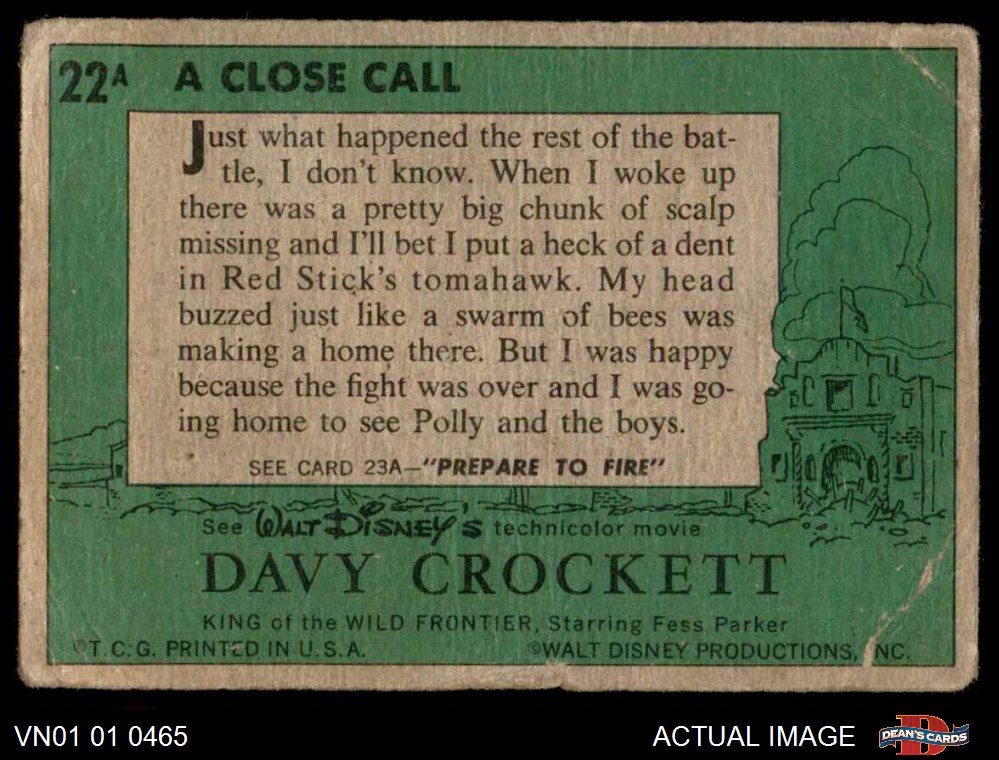 22A A CLOSE CALL
Just what happened the rest of the bat-
tle, I don't know. When I woke up
there was a pretty big chunk of scalp
missing and I'll bet I put a heck of a dent
in Red Stick's tomahawk. My head
buzzed just like a swarm of bees was
making a home there. But I was happy
because the fight was over and I was go-
ing home to see Polly and the boys.
SEE CARD 23A—"PREPARE TO FIRE"
See WALT DISNEY'S technicolor movie
DAVY CROCKETT
KING of the WILD FRONTIER, Starring Fess Parker
©T.C.G. PRINTED IN U.S.A. ©WALT DISNEY PRODUCTIONS, INC.
VN01 01 0465 ACTUAL IMAGE DEAN'S CARDS